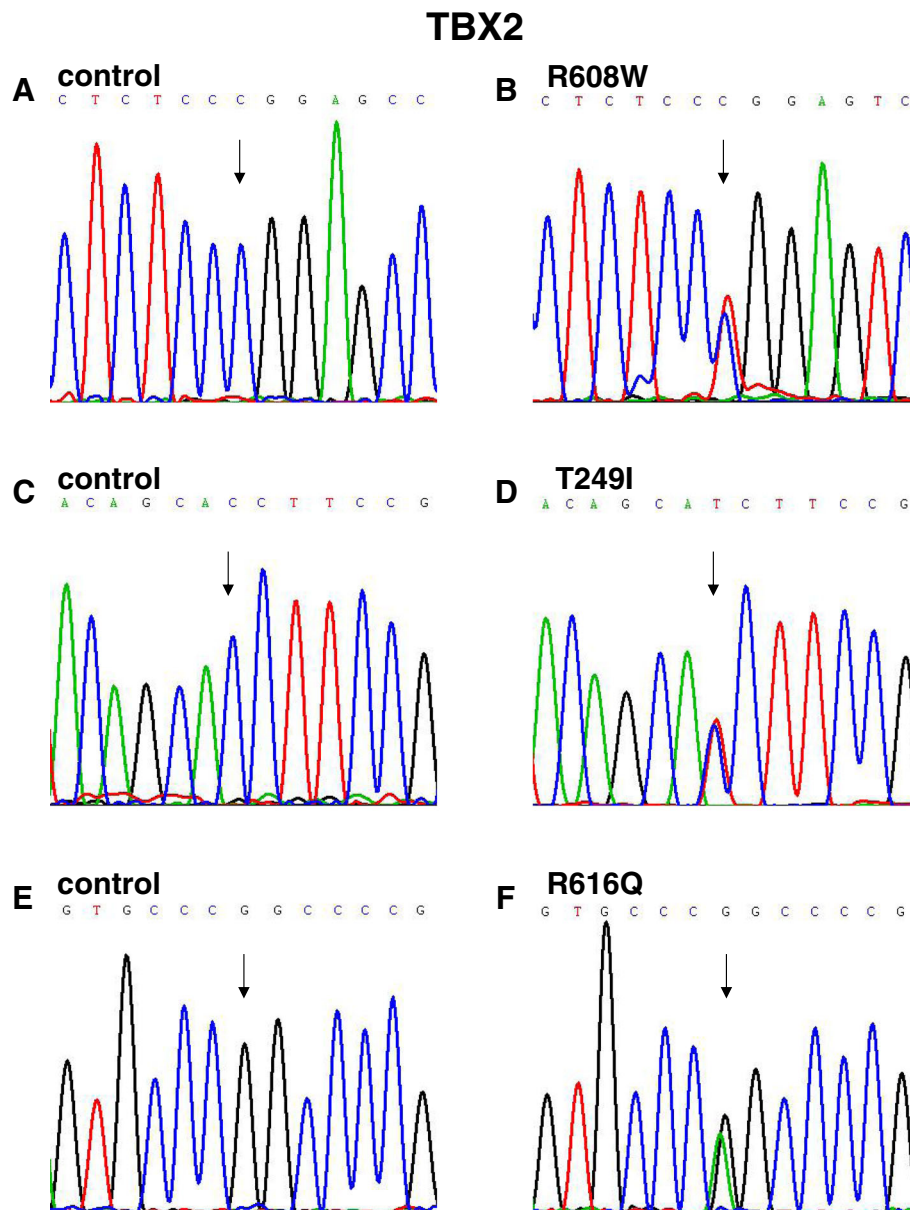 TBX2
A control
C T C T C C C G G A G C C
B R608W
C T C T C C C G G A G T C
C control
A C A G C A C C T T C C G
D T249I
A C A G C A T C T T C C G
E control
G T G C C C G G C C C C G
F R616Q
G T G C C C G G C C C C G